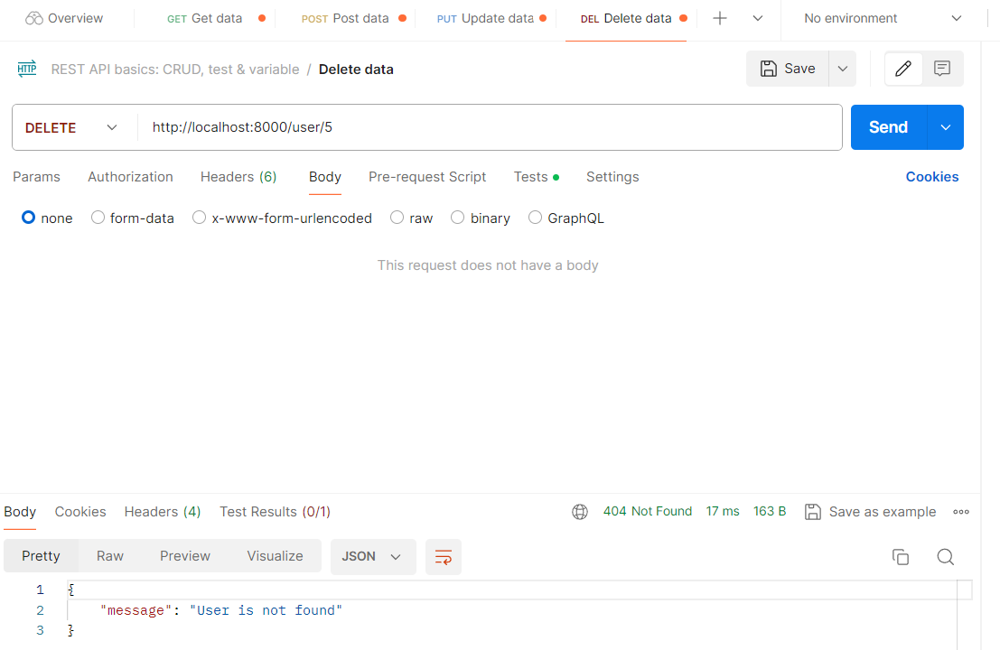 Overview GET Get data POST Post data PUT Update data DEL Delete data No environment
HTTP REST API basics: CRUD, test & variable / Delete data Save
DELETE http://localhost:8000/user/5 Send
Params Authorization Headers (6) Body Pre-request Script Tests Settings Cookies
none form-data x-www-form-urlencoded raw binary GraphQL
This request does not have a body
Body Cookies Headers (4) Test Results (0/1) 404 Not Found 17 ms 163 B Save as example
Pretty Raw Preview Visualize JSON
1 {
2 "message": "User is not found"
3 }